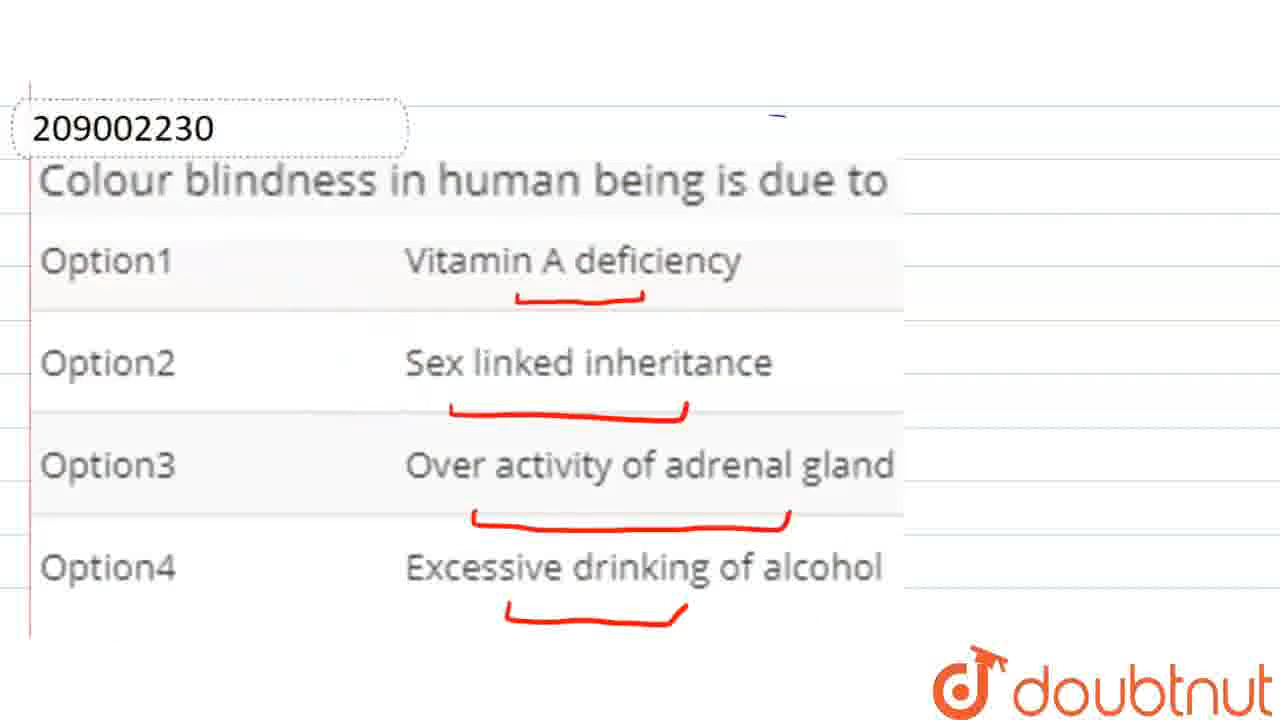 209002230
Colour blindness in human being is due to
Option1 Vitamin A deficiency
Option2 Sex linked inheritance
Option3 Over activity of adrenal gland
Option4 Excessive drinking of alcohol
doubtnut